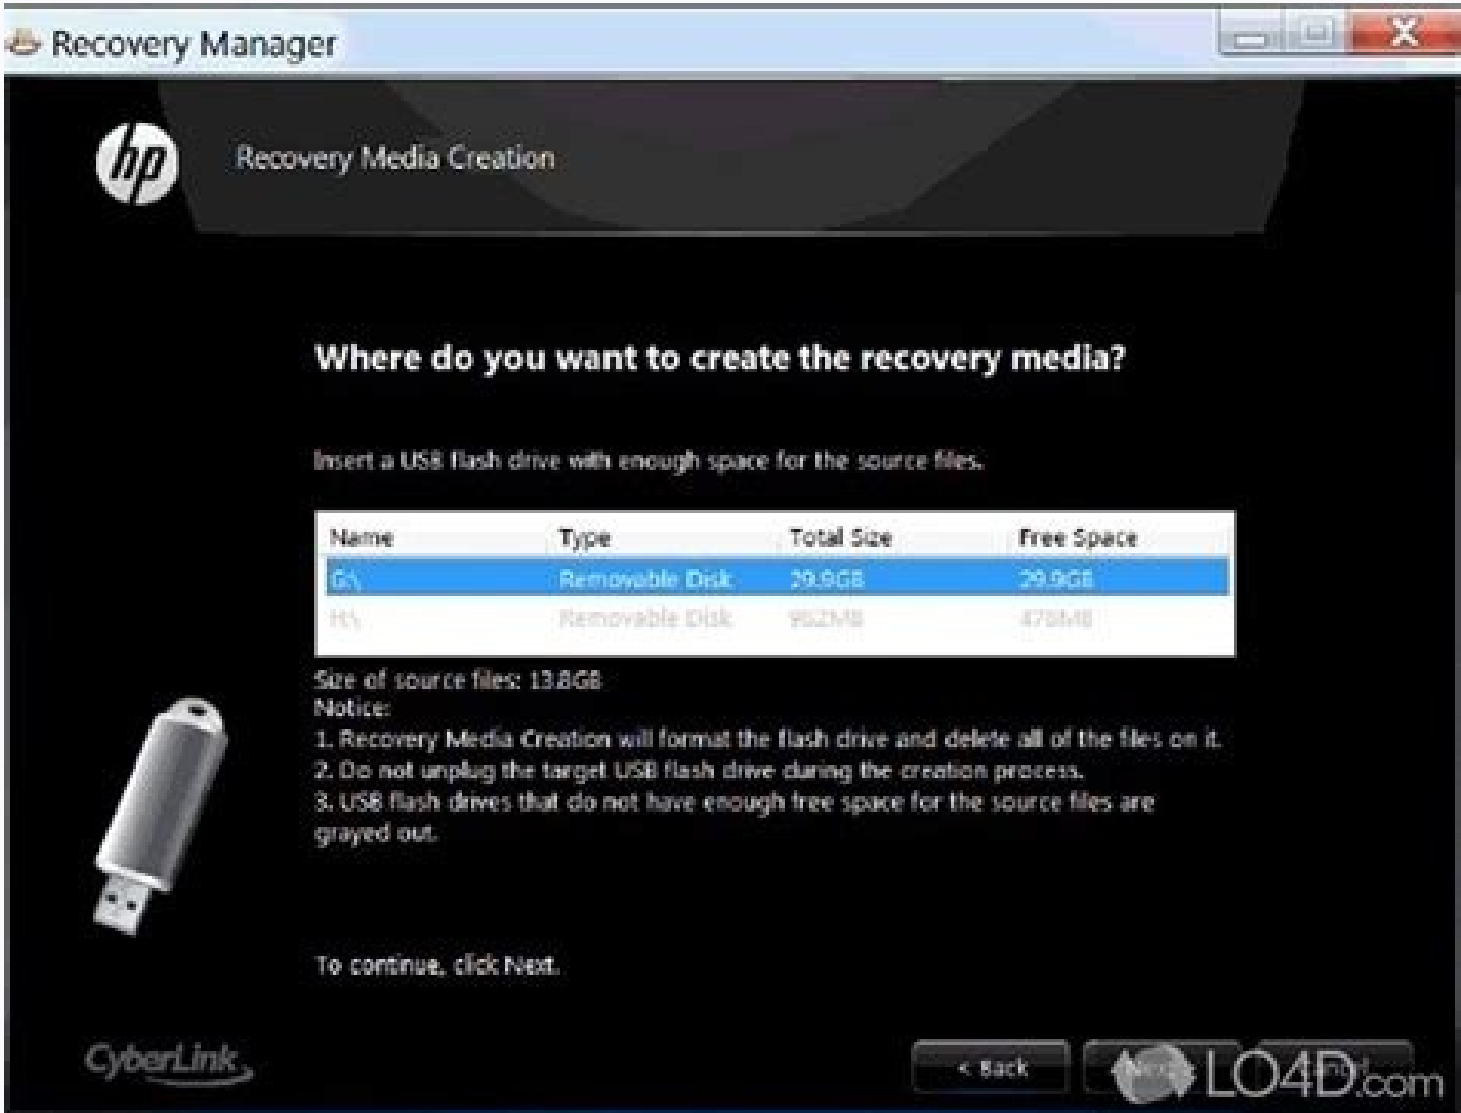 Recovery Manager
hp
Recovery Media Creation
Where do you want to create the recovery media?
Insert a USB flash drive with enough space for the source files.
Name Type Total Size Free Space
G:\ Removable Disk 29.9GB 29.9GB
H:\ Removable Disk
Size of source files: 13.8GB
Notice:
1. Recovery Media Creation will format the flash drive and delete all of the files on it.
2. Do not unplug the target USB flash drive during the creation process.
3. USB flash drives that do not have enough free space for the source files are
grayed out.
To continue, click Next.
CyberLink
< Back
LO4D.com